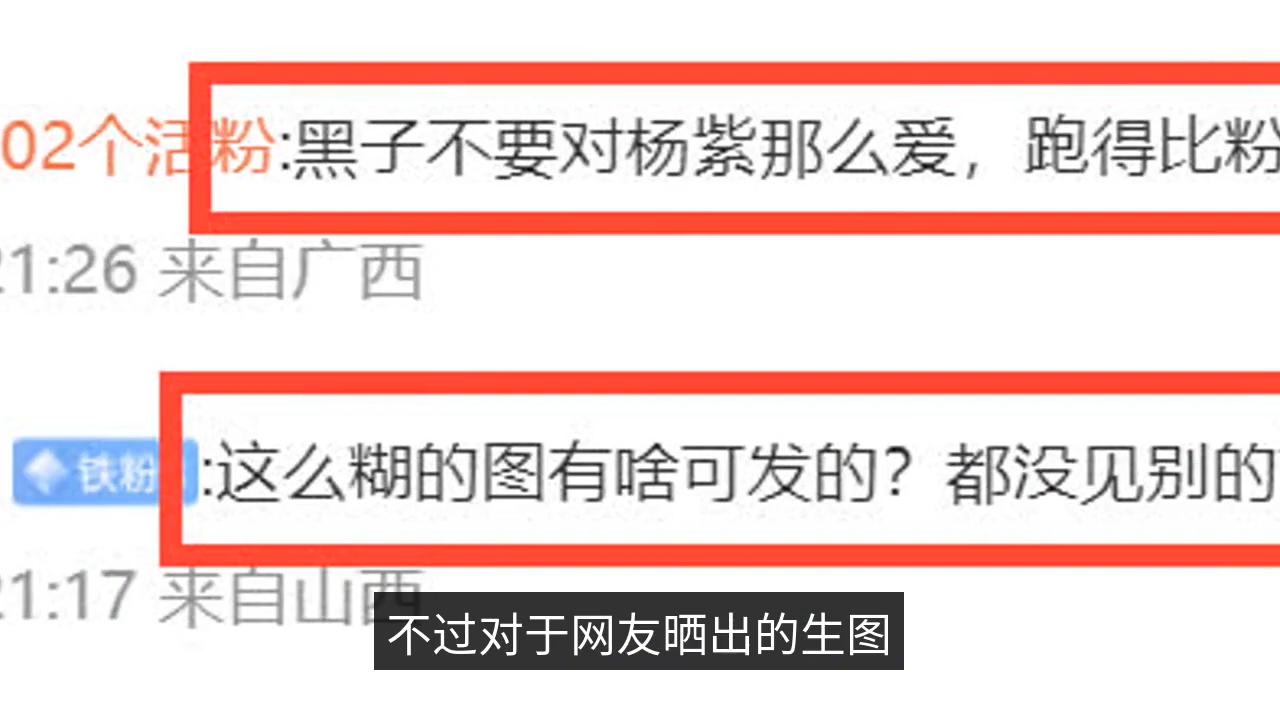 02个活粉:黑子不要对杨紫那么爱，跑得比粉
21:26 来自广西
铁粉:这么糊的图有啥可发的？都没见别的
21:17 来自山西
不过对于网友晒出的生图